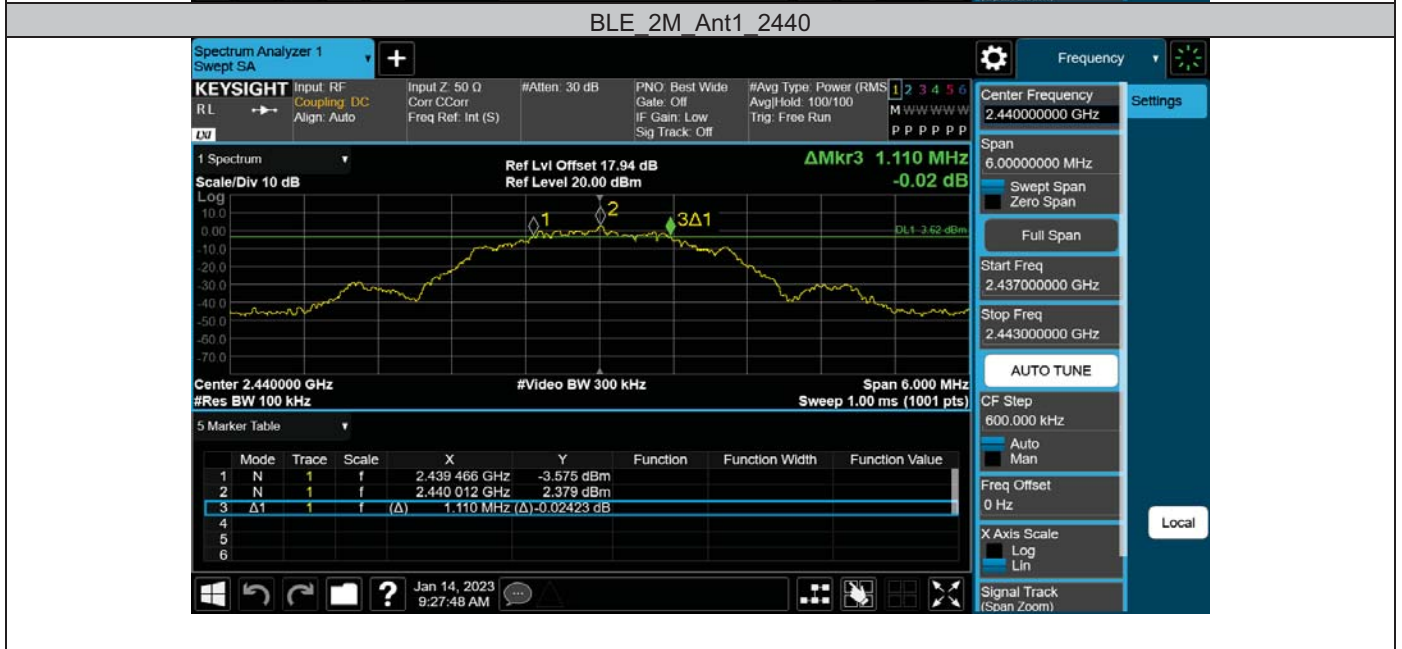 BLE_2M_Ant1_2440
Spectrum Analyzer 1
Swept SA
+
Frequency
KEYSIGHT
RL
LXI
Input: RF
Coupling: DC
Align: Auto
Input Z: 50 Ω
Corr CCorr
Freq Ref: Int (S)
#Atten: 30 dB
PNO: Best Wide
Gate: Off
IF Gain: Low
Sig Track: Off
#Avg Type: Power (RMS
Avg|Hold: 100/100
Trig: Free Run
1 2 3 4 5 6
M W W W W W
P P P P P P
1 Spectrum
Scale/Div 10 dB
Ref Lvl Offset 17.94 dB
Ref Level 20.00 dBm
ΔMkr3 1.110 MHz
-0.02 dB
Log
10.0
0.00
-10.0
-20.0
-30.0
-40.0
-50.0
-60.0
-70.0
1
2
3Δ1
DL1 -3.62 dBm
Center 2.440000 GHz
#Video BW 300 kHz
Span 6.000 MHz
#Res BW 100 kHz
Sweep 1.00 ms (1001 pts)
5 Marker Table
Mode Trace Scale X Y Function Function Width Function Value
1 N 1 f 2.439 466 GHz -3.575 dBm
2 N 1 f 2.440 012 GHz 2.379 dBm
3 Δ1 1 f (Δ) 1.110 MHz (Δ)-0.02423 dB
4
5
6
?
Jan 14, 2023
9:27:48 AM
Center Frequency
2.440000000 GHz
Settings
Span
6.00000000 MHz
Swept Span
Zero Span
Full Span
Start Freq
2.437000000 GHz
Stop Freq
2.443000000 GHz
AUTO TUNE
CF Step
600.000 kHz
Auto
Man
Freq Offset
0 Hz
Local
X Axis Scale
Log
Lin
Signal Track
(Span Zoom)